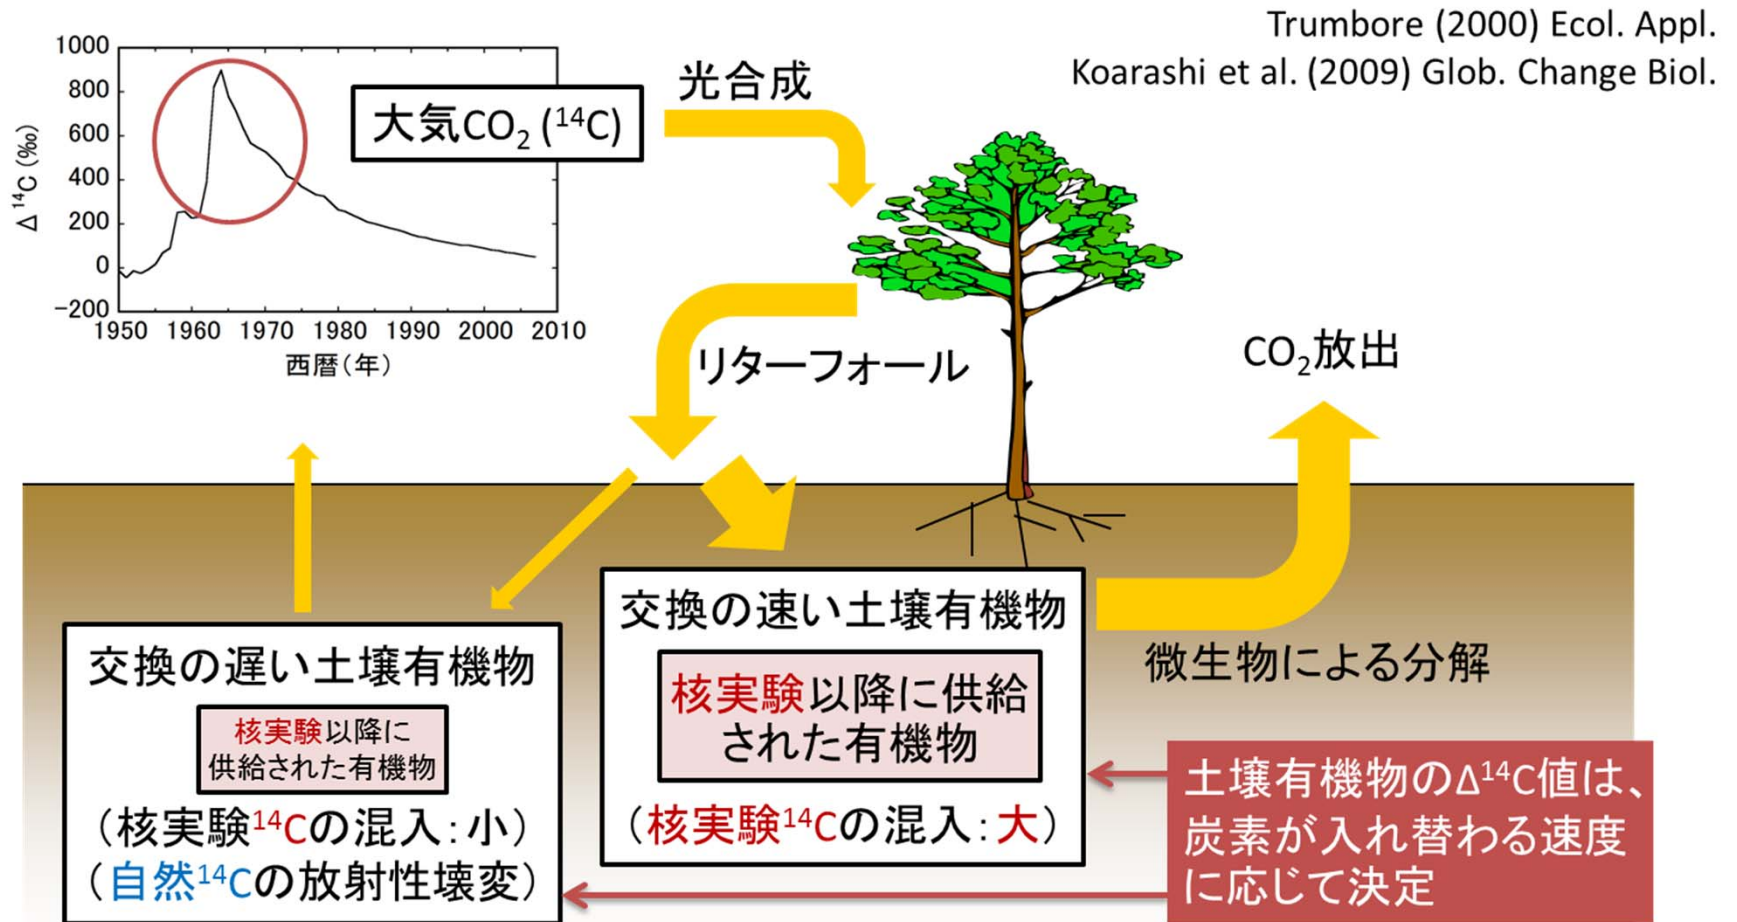 Trumbore (2000) Ecol. Appl.
Koarashi et al. (2009) Glob. Change Biol.
1000
800
600
400
200
0
−200
Δ¹⁴C (‰)
1950 1960 1970 1980 1990 2000 2010
西暦(年)
大気CO₂ (¹⁴C)
光合成
リターフォール
CO₂放出
交換の遅い土壌有機物
核実験以降に
供給された有機物
(核実験¹⁴Cの混入:小)
(自然¹⁴Cの放射性壊変)
交換の速い土壌有機物
核実験以降に供給
された有機物
(核実験¹⁴Cの混入:大)
微生物による分解
土壌有機物のΔ¹⁴C値は、
炭素が入れ替わる速度
に応じて決定